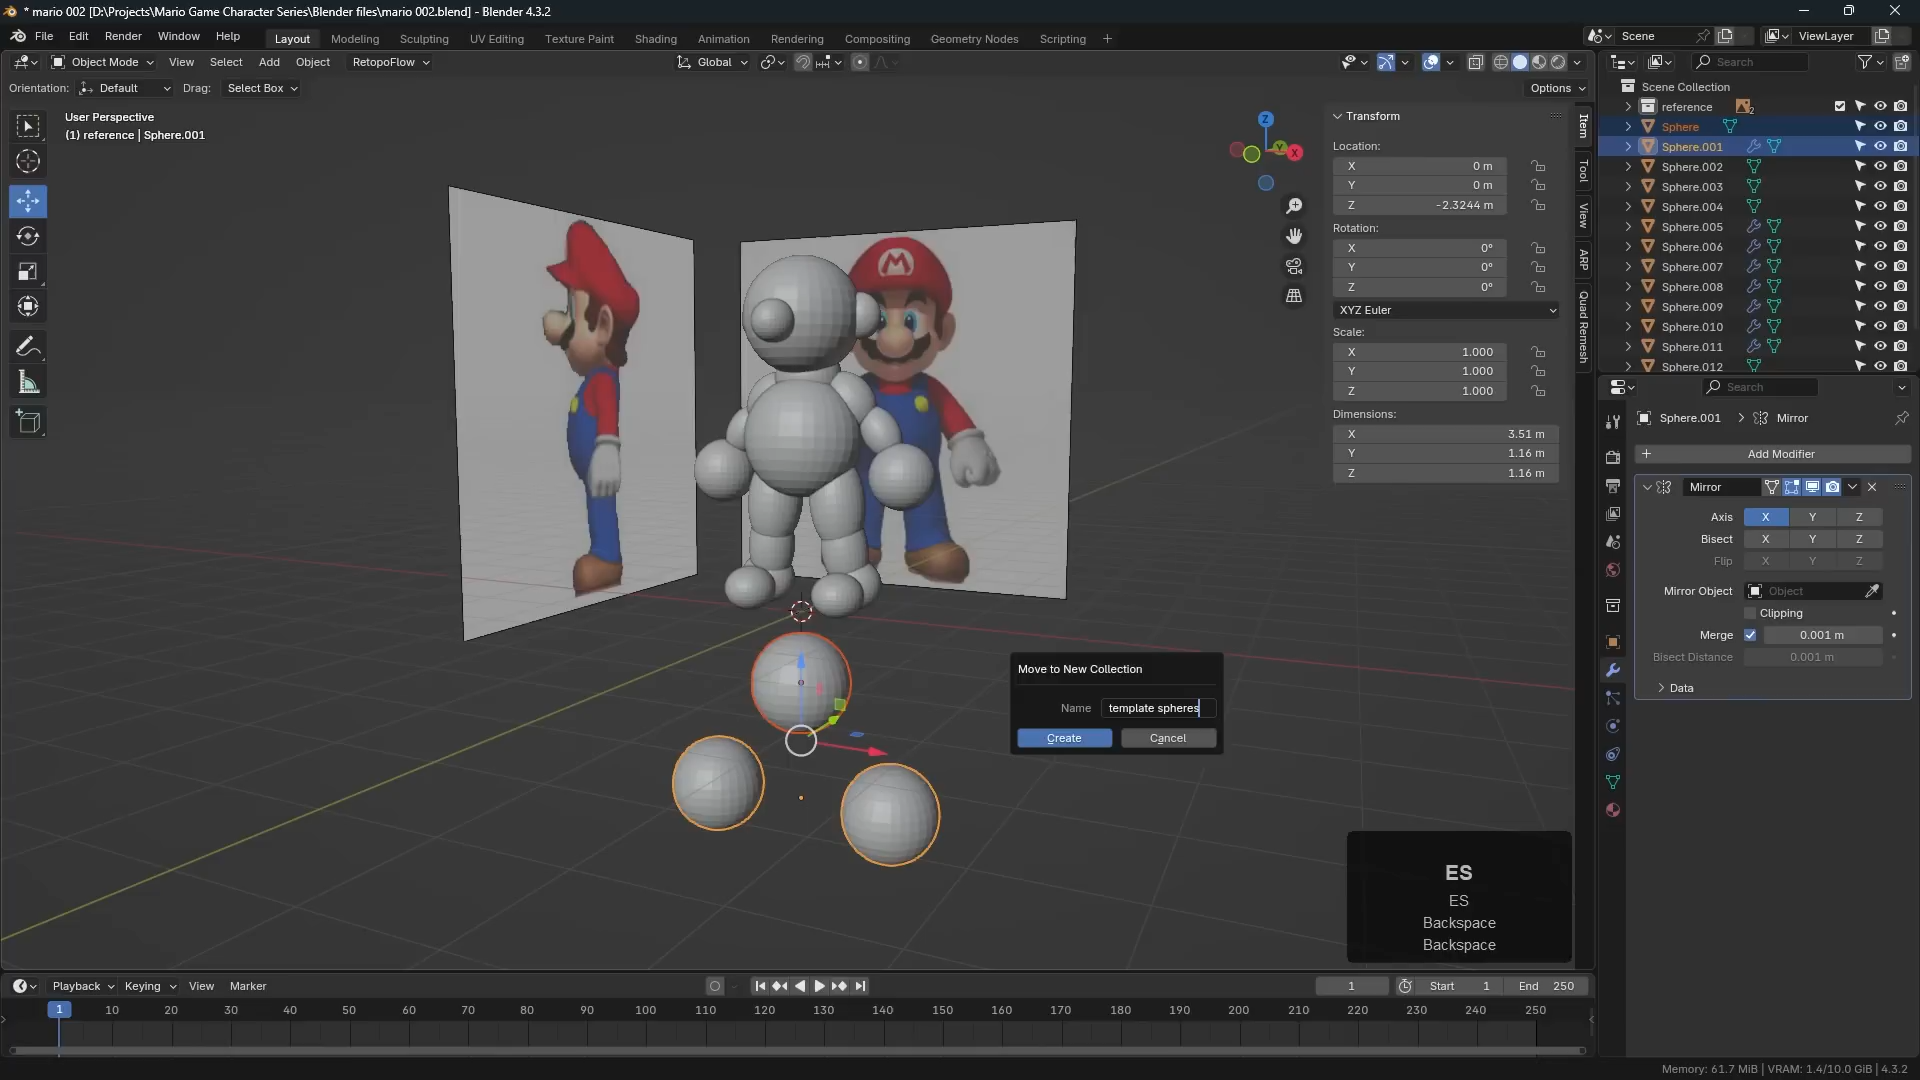 * mario 002 [D:\Projects\Mario Game Character Series\Blender files\mario 002.blend] - Blender 4.3.2
File Edit Render Window Help Layout Modeling Sculpting UV Editing Texture Paint Shading Animation Rendering Compositing Geometry Nodes Scripting + Scene ViewLayer
Object Mode View Select Add Object RetopoFlow Global Search
Orientation: Default Drag: Select Box Options
User Perspective
(1) reference | Sphere.001
Z
Y
X
M
Transform
Location:
X 0 m
Y 0 m
Z -2.3244 m
Rotation:
X 0°
Y 0°
Z 0°
XYZ Euler
Scale:
X 1.000
Y 1.000
Z 1.000
Dimensions:
X 3.51 m
Y 1.16 m
Z 1.16 m
Item
Tool
View
ARP
Quad Remesh
Scene Collection
reference 2
Sphere
Sphere.001
Sphere.002
Sphere.003
Sphere.004
Sphere.005
Sphere.006
Sphere.007
Sphere.008
Sphere.009
Sphere.010
Sphere.011
Sphere.012
Search
Sphere.001 > Mirror
+ Add Modifier
Mirror
Axis X Y Z
Bisect X Y Z
Flip X Y Z
Mirror Object Object
Clipping
Merge 0.001 m
Bisect Distance 0.001 m
Data
Move to New Collection
Name template spheres
Create Cancel
ES
ES
Backspace
Backspace
Playback Keying View Marker 1 Start 1 End 250
1 10 20 30 40 50 60 70 80 90 100 110 120 130 140 150 160 170 180 190 200 210 220 230 240 250
Memory: 61.7 MiB | VRAM: 1.4/10.0 GiB | 4.3.2